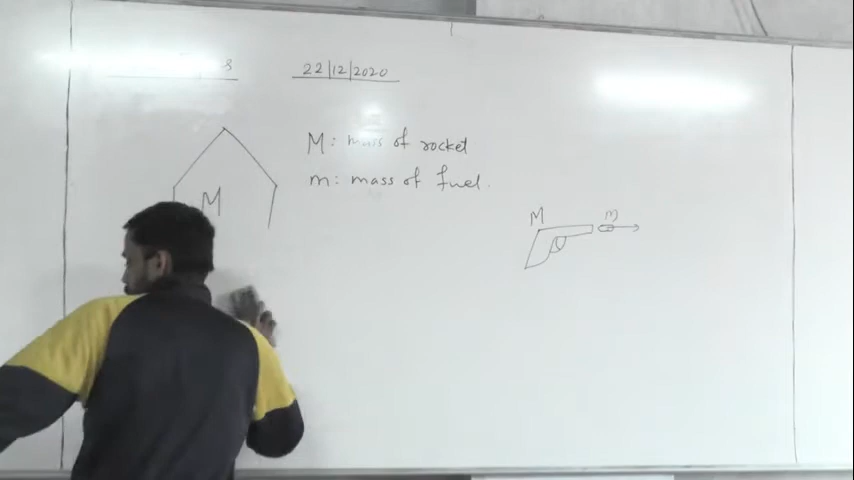 22/12/2020
M: mass of rocket
m: mass of fuel.
M
M m